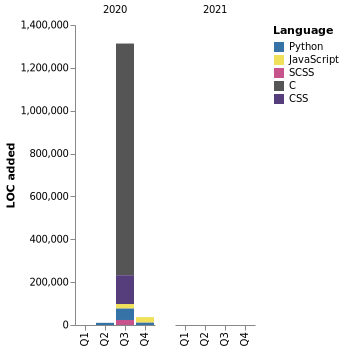 2020 2021
Language
Python
JavaScript
SCSS
C
CSS
LOC added
1,400,000
1,200,000
1,000,000
800,000
600,000
400,000
200,000
0
Q1 Q2 Q3 Q4 Q1 Q2 Q3 Q4